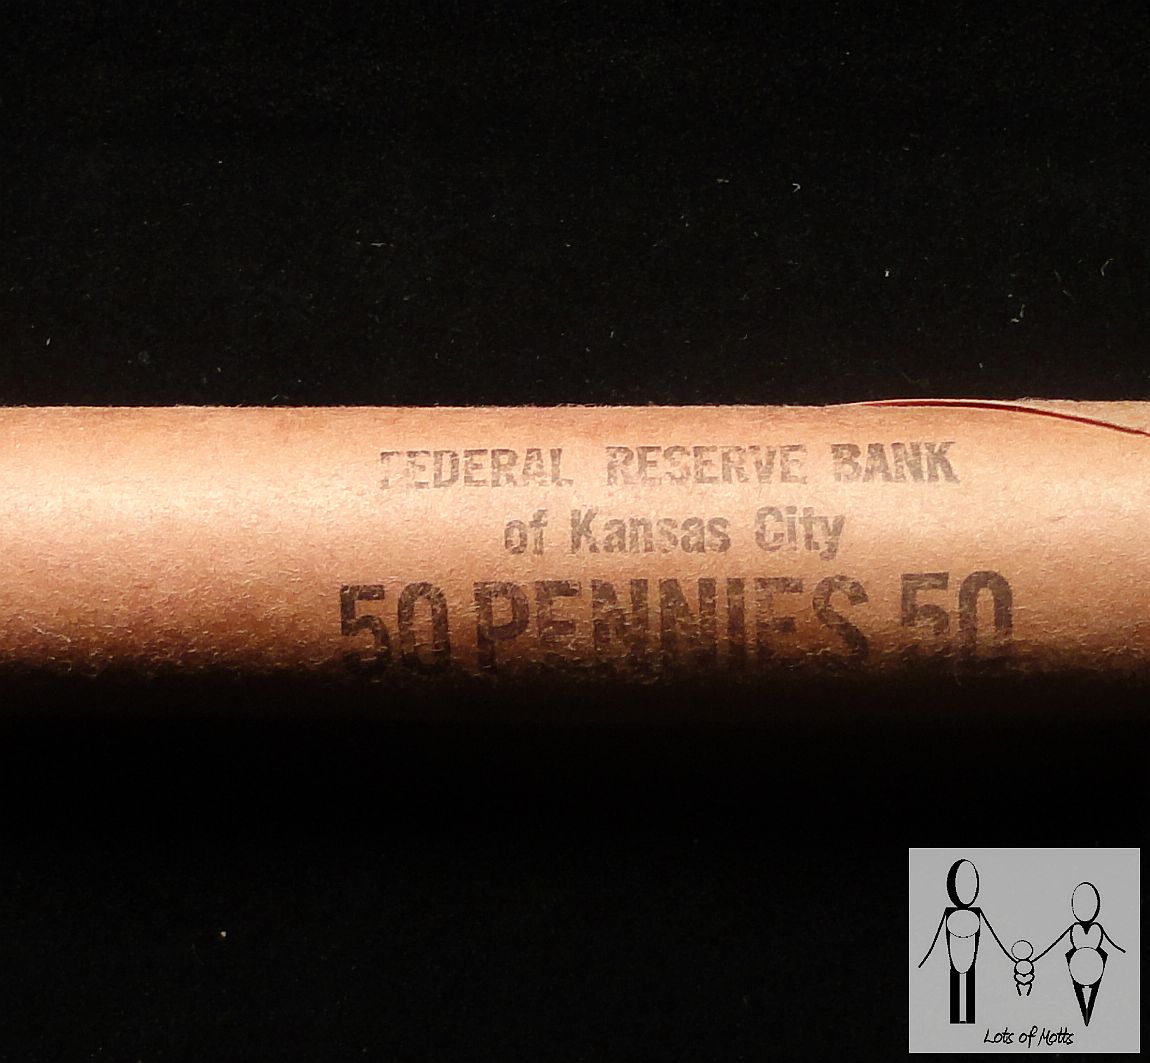 FEDERAL RESERVE BANK
of Kansas City
50 PENNIES 50
Lots of Motts